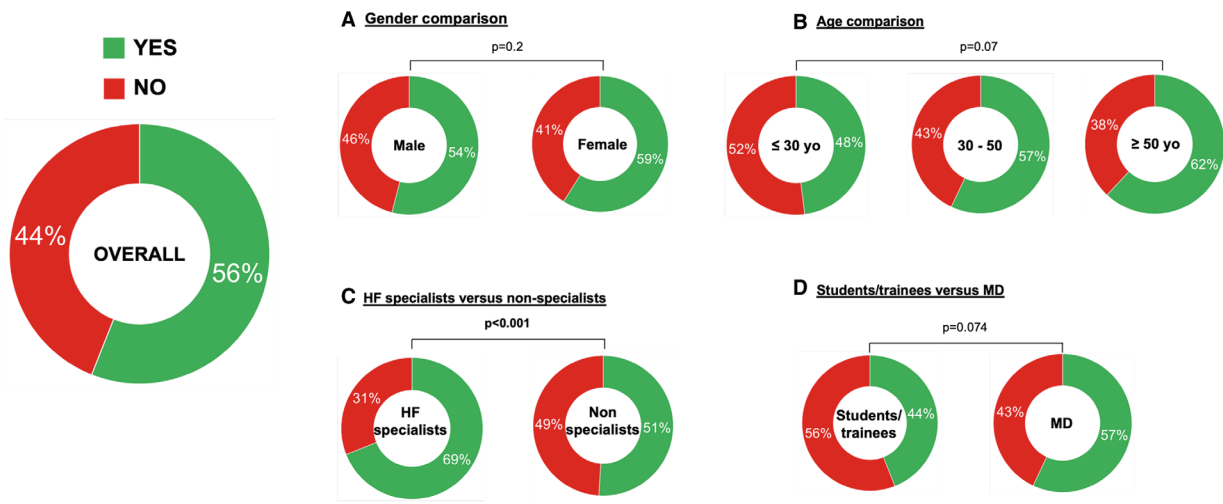 YES
NO
44%
OVERALL
56%
A Gender comparison
p=0.2
46%
Male
54%
41%
Female
59%
B Age comparison
p=0.07
52%
≤ 30 yo
48%
43%
30 - 50
57%
38%
≥ 50 yo
62%
C HF specialists versus non-specialists
p<0.001
31%
HF
specialists
69%
49%
Non
specialists
51%
D Students/trainees versus MD
p=0.074
56%
Students/
trainees
44%
43%
MD
57%